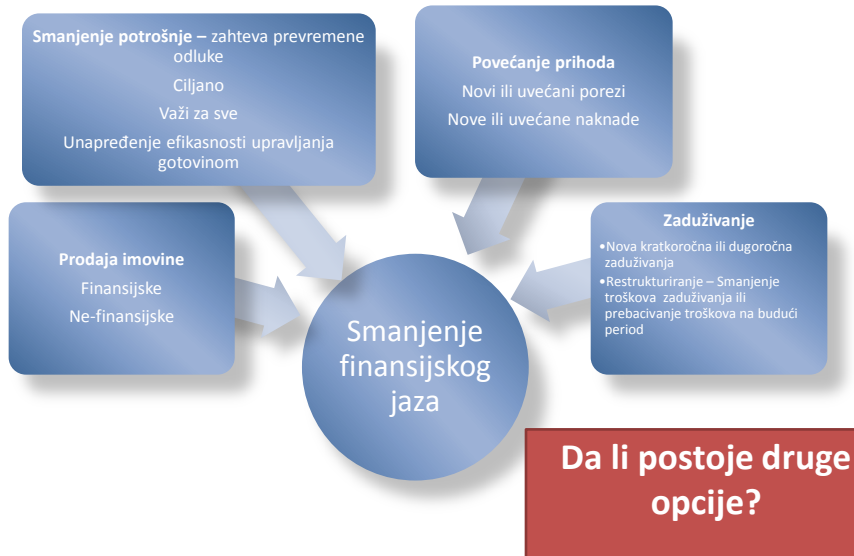 Smanjenje potrošnje – zahteva prevremene
odluke
Ciljano
Važi za sve
Unapređenje efikasnosti upravljanja
gotovinom
Povećanje prihoda
Novi ili uvećani porezi
Nove ili uvećane naknade
Prodaja imovine
Finansijske
Ne-finansijske
Zaduživanje
•Nova kratkoročna ili dugoročna
zaduživanja
•Restrukturiranje – Smanjenje
troškova zaduživanja ili
prebacivanje troškova na budući
period
Smanjenje
finansijskog
jaza
Da li postoje druge
opcije?